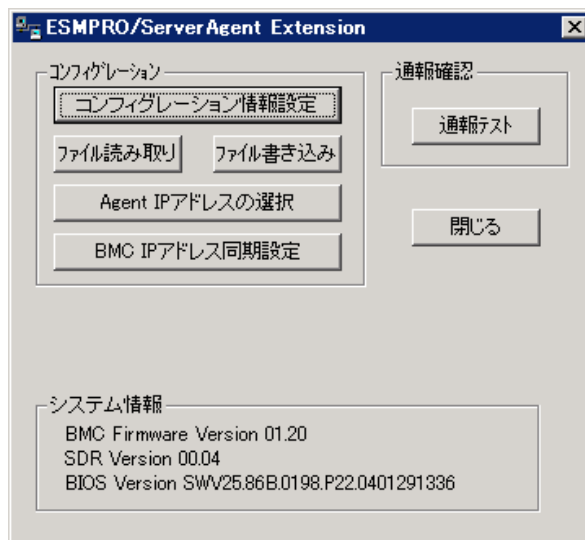 ESMPRO/ServerAgent Extension
コンフィグレーション
コンフィグレーション情報設定
ファイル読み取り
ファイル書き込み
Agent IPアドレスの選択
BMC IPアドレス同期設定
通報確認
通報テスト
閉じる
システム情報
BMC Firmware Version 01.20
SDR Version 00.04
BIOS Version SWV25.86B.0198.P22.0401291336